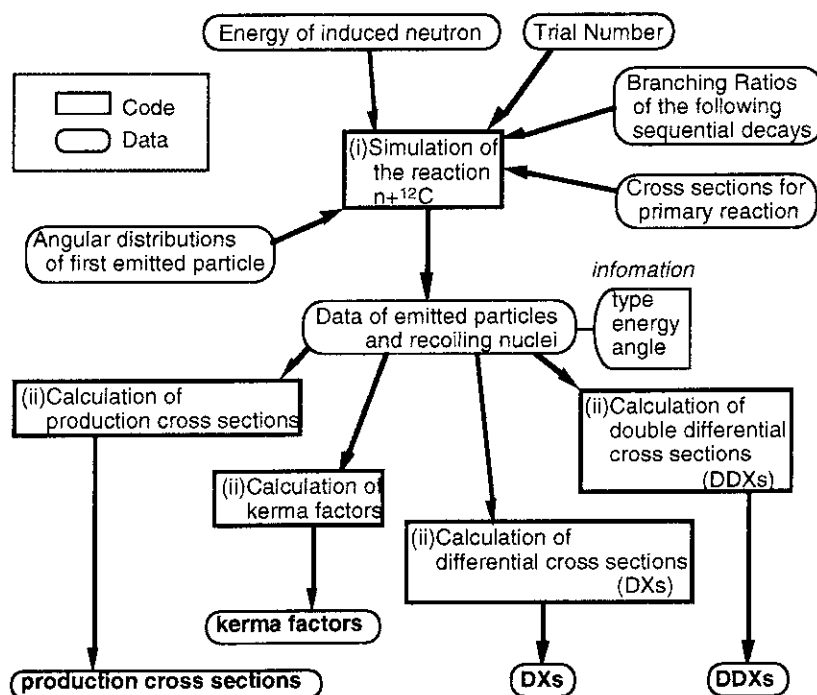 Energy of induced neutron
Trial Number
Code
Data
Branching Ratios
of the following
sequential decays
(i)Simulation of
the reaction
n+¹²C
Cross sections for
primary reaction
Angular distributions
of first emitted particle
infomation
type
energy
angle
Data of emitted particles
and recoiling nuclei
(ii)Calculation of
production cross sections
(ii)Calculation of
double differential
cross sections
(DDXs)
(ii)Calculation of
kerma factors
(ii)Calculation of
differential cross sections
(DXs)
kerma factors
production cross sections
DXs
DDXs